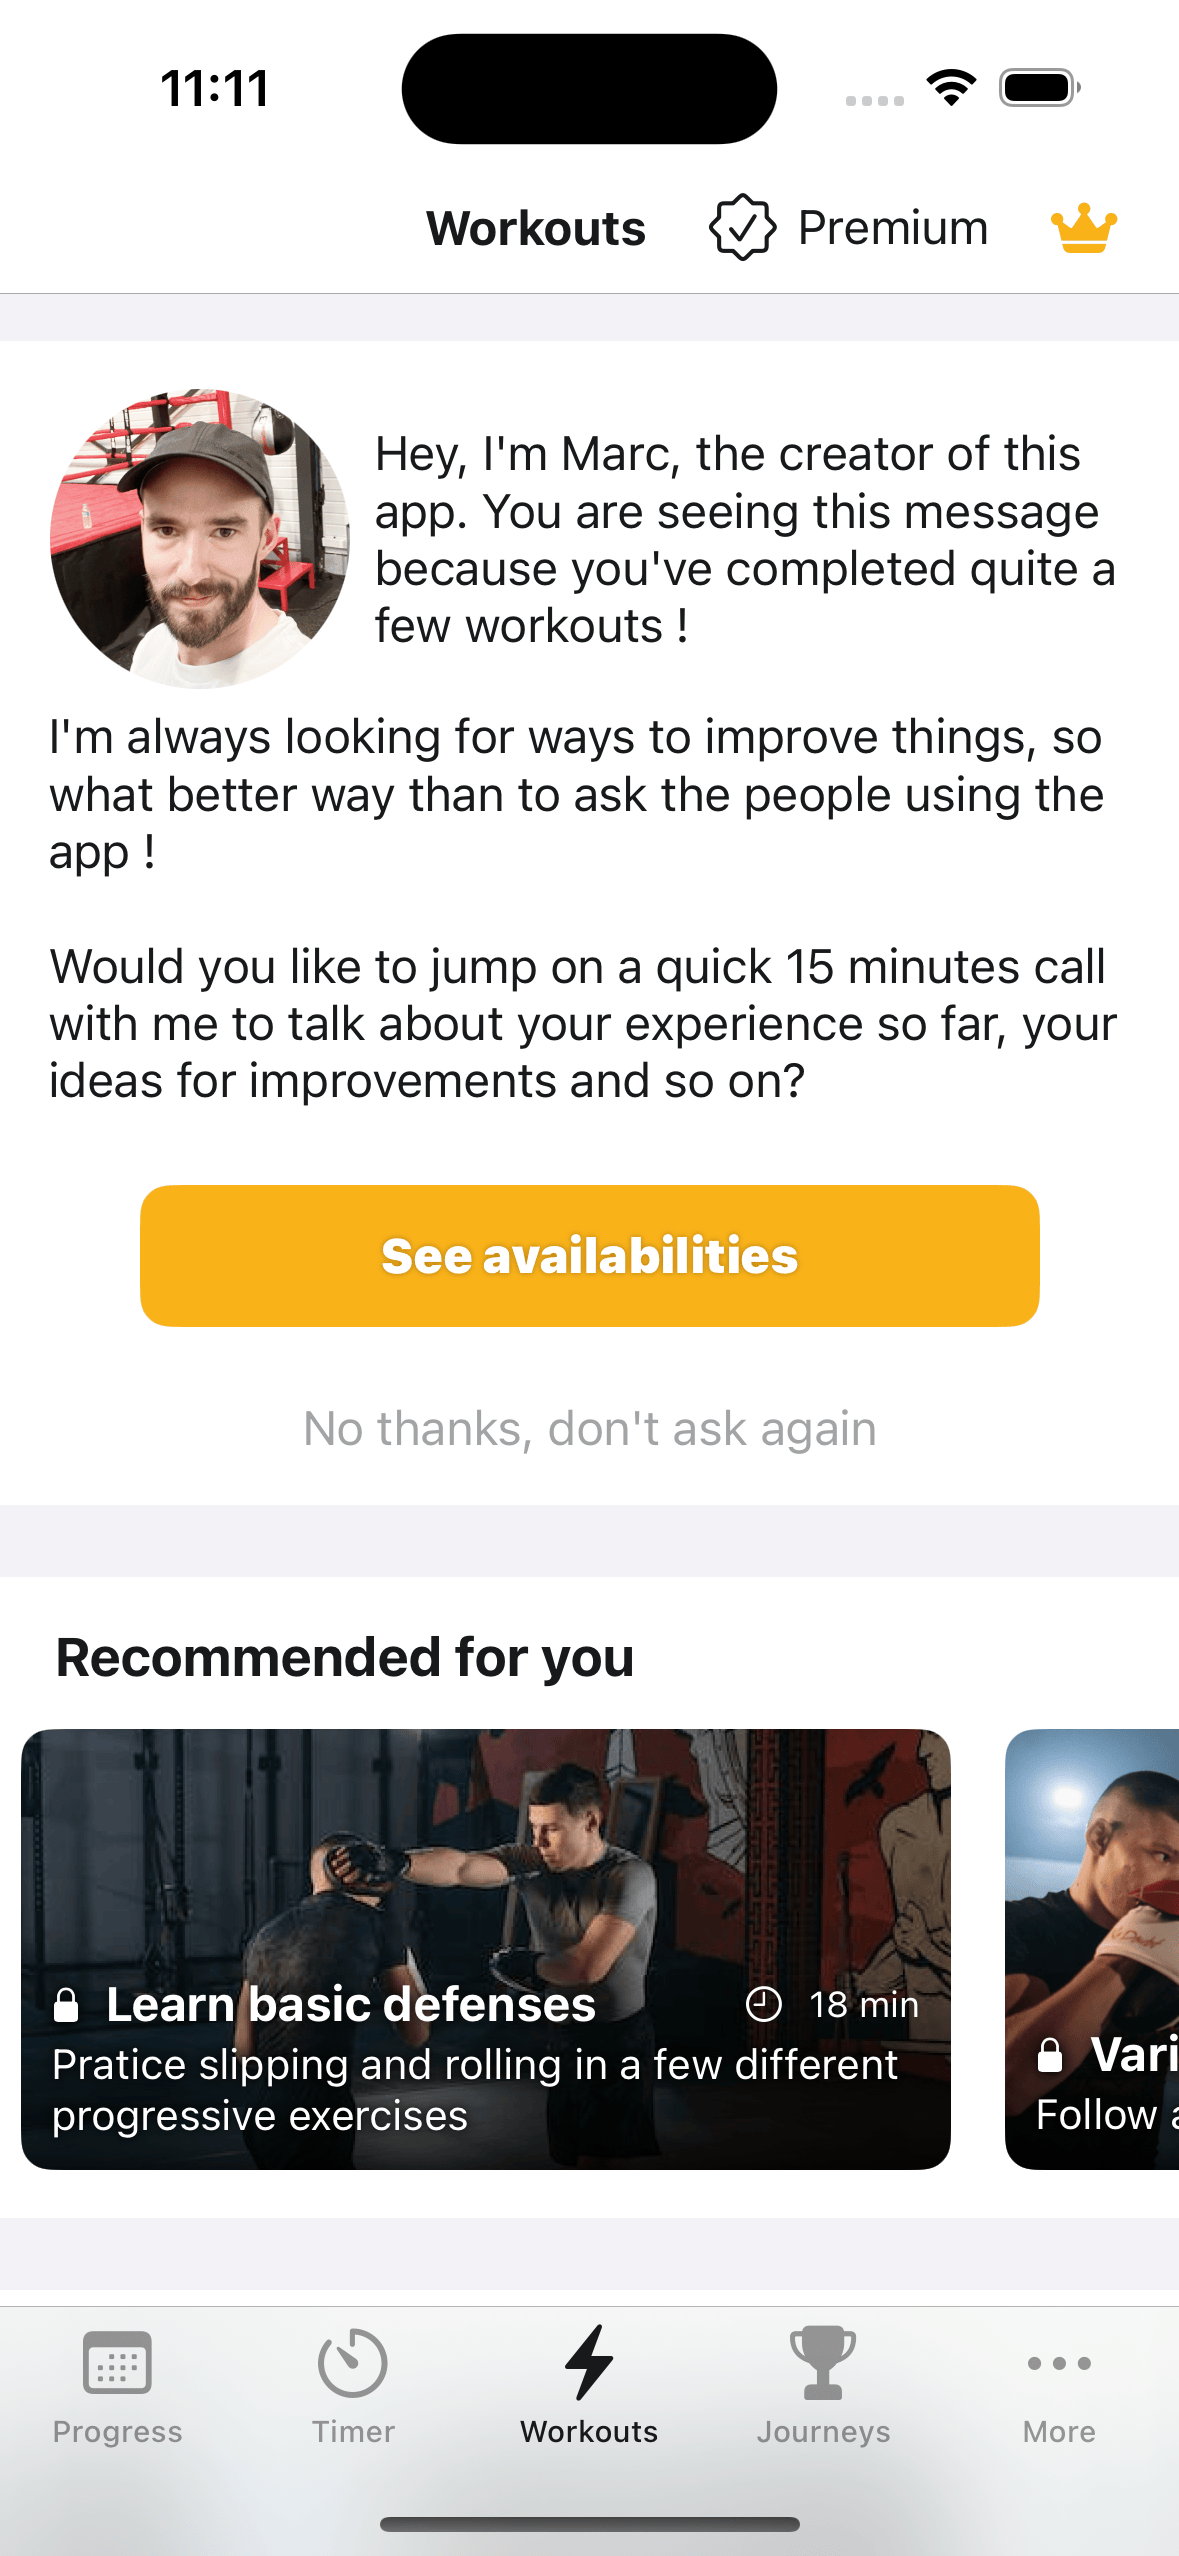 11:11
Workouts
Premium
Hey, I'm Marc, the creator of this
app. You are seeing this message
because you've completed quite a
few workouts !
I'm always looking for ways to improve things, so
what better way than to ask the people using the
app !
Would you like to jump on a quick 15 minutes call
with me to talk about your experience so far, your
ideas for improvements and so on?
See availabilities
No thanks, don't ask again
Recommended for you
Learn basic defenses
18 min
Pratice slipping and rolling in a few different
progressive exercises
Vari
Follow
Progress
Timer
Workouts
Journeys
More